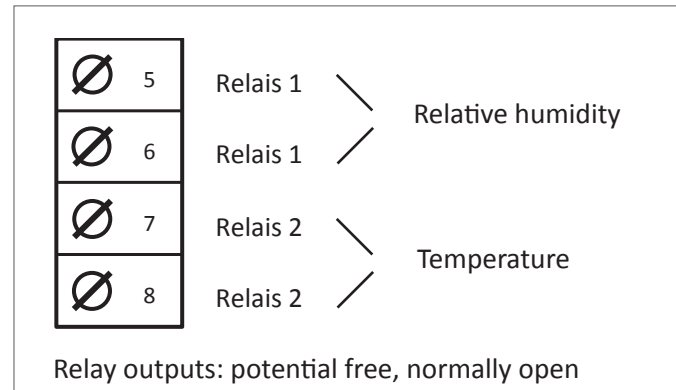 5 Relais 1
Relative humidity
6 Relais 1
7 Relais 2
Temperature
8 Relais 2
Relay outputs: potential free, normally open